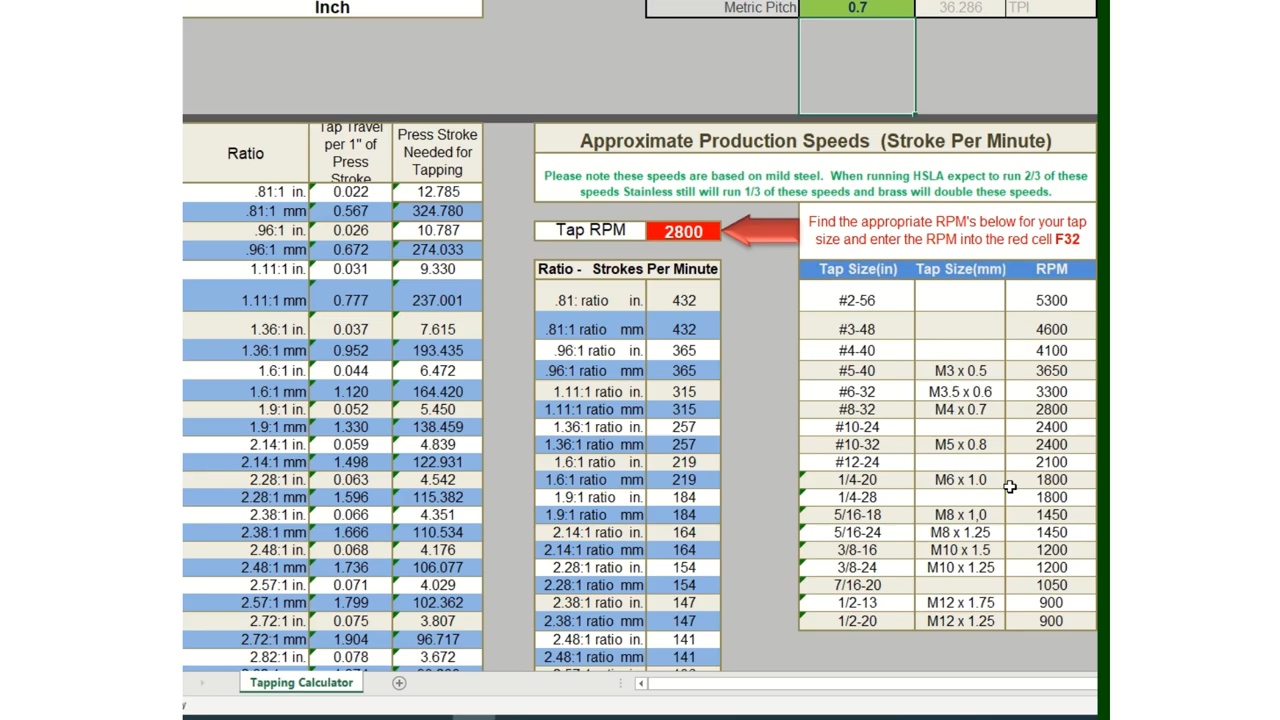 Inch
Metric Pitch 0.7 36.286 TPI
Ratio
Tap Travel
per 1" of
Press
Stroke
Press Stroke
Needed for
Tapping
.81:1 in. 0.022 12.785
.81:1 mm 0.567 324.780
.96:1 in. 0.026 10.787
.96:1 mm 0.672 274.033
1.11:1 in. 0.031 9.330
1.11:1 mm 0.777 237.001
1.36:1 in. 0.037 7.615
1.36:1 mm 0.952 193.435
1.6:1 in. 0.044 6.472
1.6:1 mm 1.120 164.420
1.9:1 in. 0.052 5.450
1.9:1 mm 1.330 138.459
2.14:1 in. 0.059 4.839
2.14:1 mm 1.498 122.931
2.28:1 in. 0.063 4.542
2.28:1 mm 1.596 115.382
2.38:1 in. 0.066 4.351
2.38:1 mm 1.666 110.534
2.48:1 in. 0.068 4.176
2.48:1 mm 1.736 106.077
2.57:1 in. 0.071 4.029
2.57:1 mm 1.799 102.362
2.72:1 in. 0.075 3.807
2.72:1 mm 1.904 96.717
2.82:1 in. 0.078 3.672
Approximate Production Speeds (Stroke Per Minute)
Please note these speeds are based on mild steel. When running HSLA expect to run 2/3 of these
speeds Stainless still will run 1/3 of these speeds and brass will double these speeds.
Tap RPM 2800
Find the appropriate RPM's below for your tap
size and enter the RPM into the red cell F32
Ratio - Strokes Per Minute
.81: ratio in. 432
.81:1 ratio mm 432
.96:1 ratio in. 365
.96:1 ratio mm 365
1.11:1 ratio in. 315
1.11:1 ratio mm 315
1.36:1 ratio in. 257
1.36:1 ratio mm 257
1.6:1 ratio in. 219
1.6:1 ratio mm 219
1.9:1 ratio in. 184
1.9:1 ratio mm 184
2.14:1 ratio in. 164
2.14:1 ratio mm 164
2.28:1 ratio in. 154
2.28:1 ratio mm 154
2.38:1 ratio in. 147
2.38:1 ratio mm 147
2.48:1 ratio in. 141
2.48:1 ratio mm 141
Tap Size(in) Tap Size(mm) RPM
#2-56 5300
#3-48 4600
#4-40 4100
#5-40 M3 x 0.5 3650
#6-32 M3.5 x 0.6 3300
#8-32 M4 x 0.7 2800
#10-24 2400
#10-32 M5 x 0.8 2400
#12-24 2100
1/4-20 M6 x 1.0 1800
1/4-28 1800
5/16-18 M8 x 1,0 1450
5/16-24 M8 x 1.25 1450
3/8-16 M10 x 1.5 1200
3/8-24 M10 x 1.25 1200
7/16-20 1050
1/2-13 M12 x 1.75 900
1/2-20 M12 x 1.25 900
Tapping Calculator